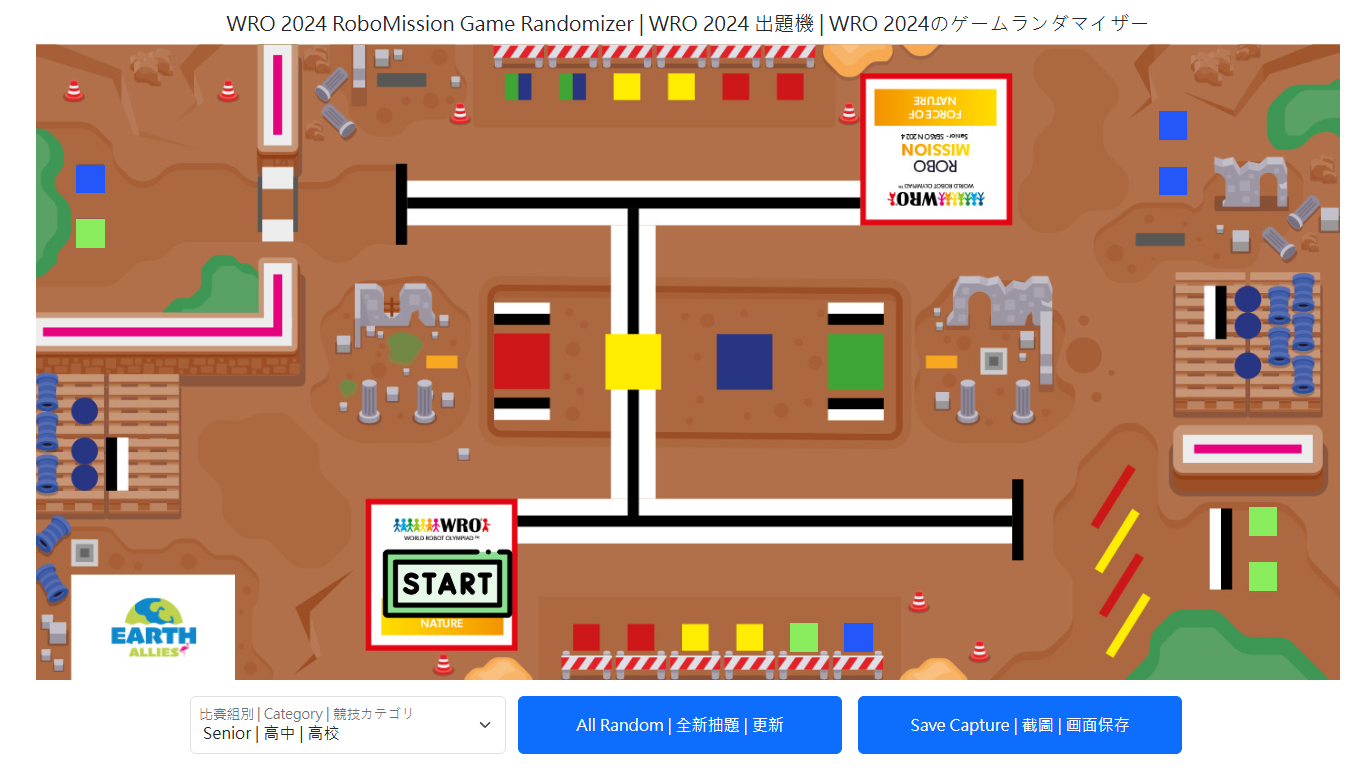 WRO 2024 RoboMission Game Randomizer | WRO 2024 出題機 | WRO 2024のゲームランダマイザー
FORCE OF
NATURE
Senior - SEASON 2024
ROBO
MISSION
WORLD ROBOT OLYMPIAD™
WRO
WRO
WORLD ROBOT OLYMPIAD™
START
NATURE
EARTH
ALLIES
比賽組別 | Category | 競技カテゴリ
Senior | 高中 | 高校
All Random | 全新抽題 | 更新
Save Capture | 截圖 | 画面保存